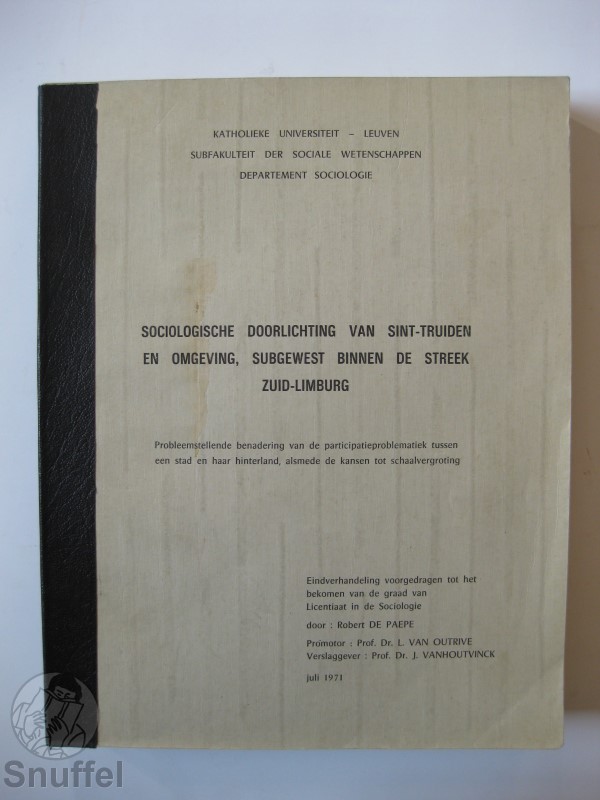 KATHOLIEKE UNIVERSITEIT - LEUVEN
SUBFAKULTEIT DER SOCIALE WETENSCHAPPEN
DEPARTEMENT SOCIOLOGIE
SOCIOLOGISCHE DOORLICHTING VAN SINT-TRUIDEN
EN OMGEVING, SUBGEWEST BINNEN DE STREEK
ZUID-LIMBURG
Probleemstellende benadering van de participatieproblematiek tussen
een stad en haar hinterland, alsmede de kansen tot schaalvergroting
Eindverhandeling voorgedragen tot het
bekomen van de graad van
Licentiaat in de Sociologie
door : Robert DE PAEPE
Promotor : Prof. Dr. L. VAN OUTRIVE
Verslaggever : Prof. Dr. J. VANHOUTVINCK
juli 1971
Snuffel